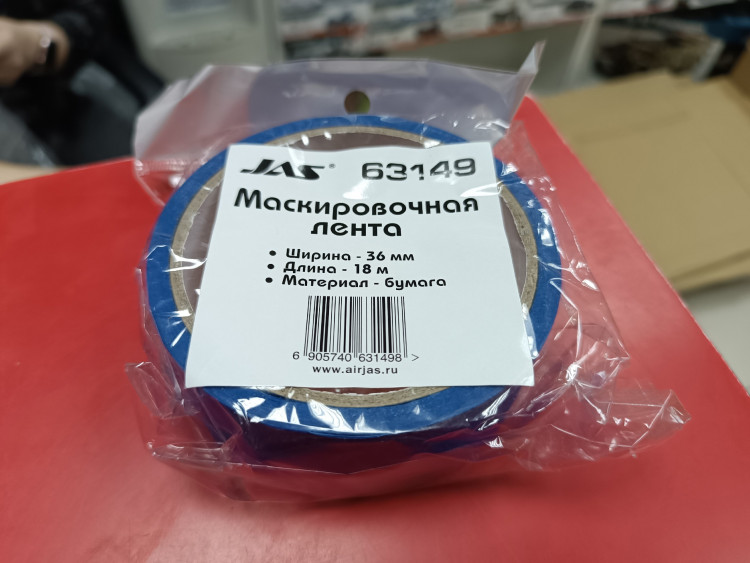 JAS® 63149
Маскировочная
лента
• Ширина - 36 мм
• Длина - 18 м
• Материал - бумага
6 905740 631498 >
www.airjas.ru